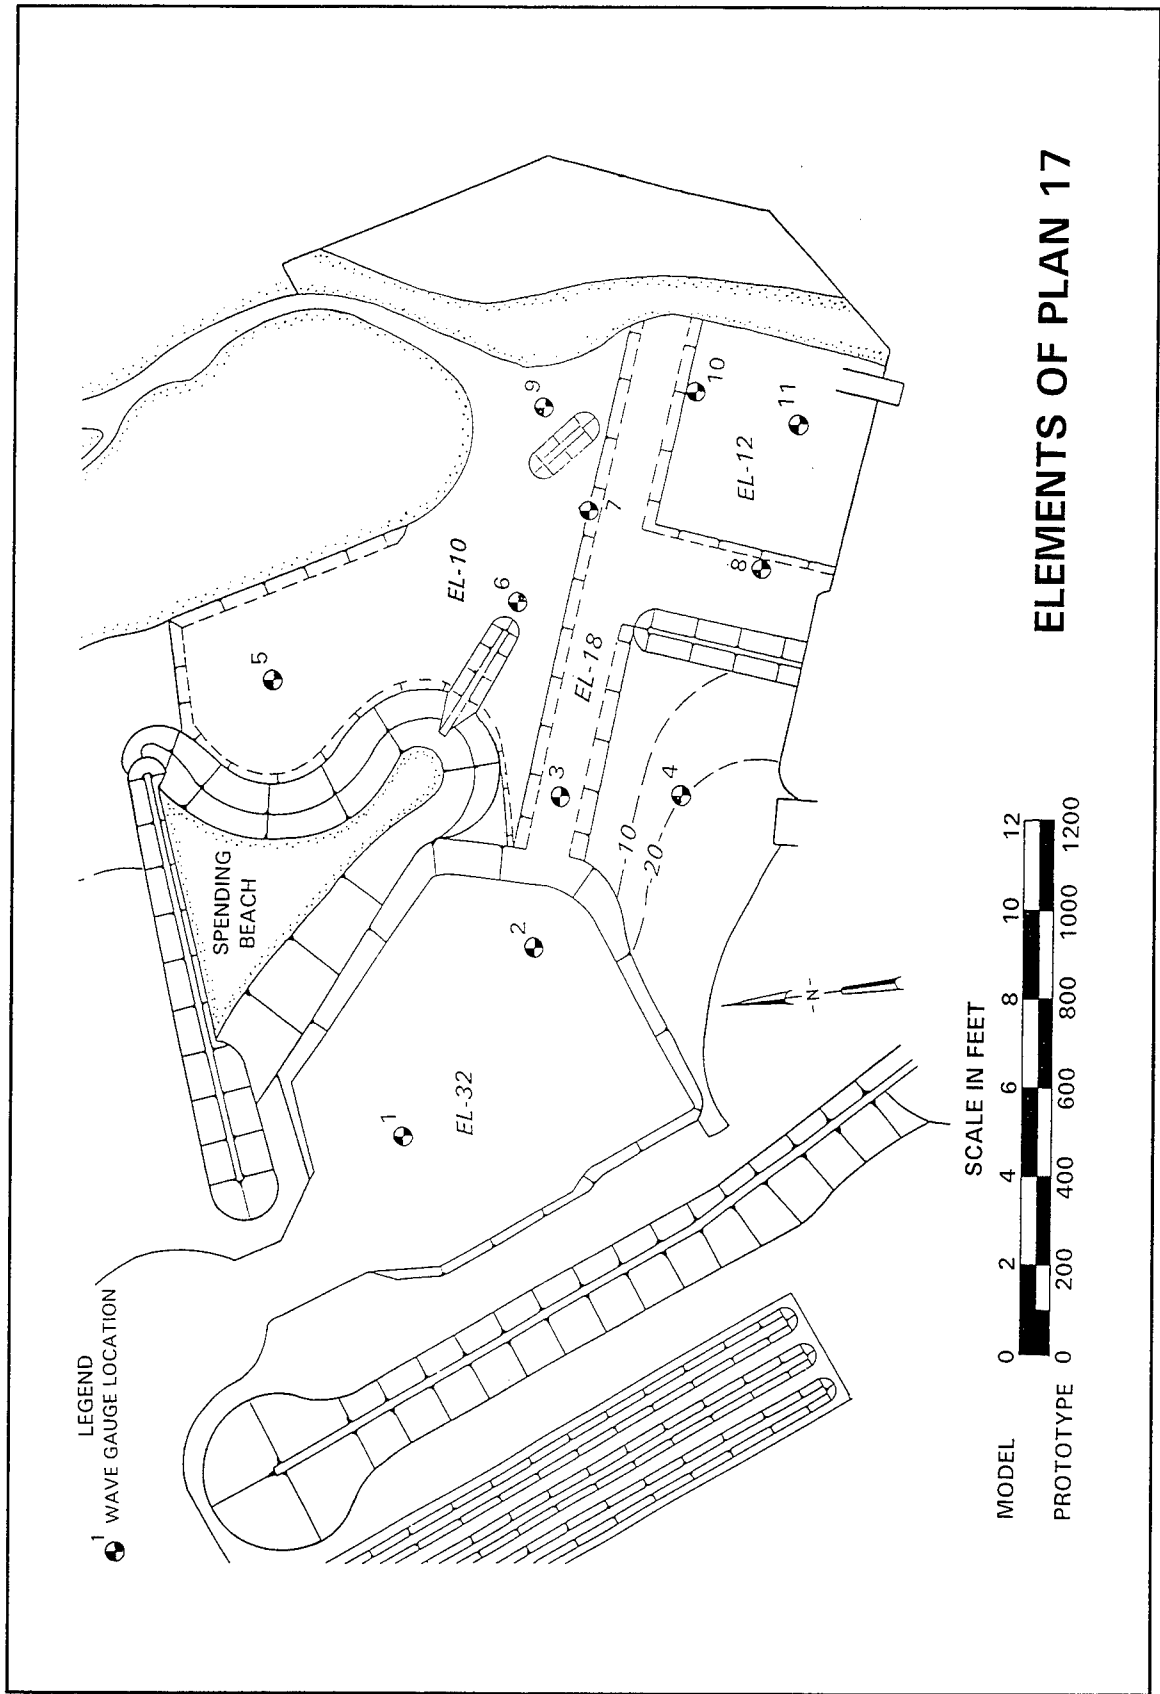 LEGEND
1 WAVE GAUGE LOCATION
SPENDING
BEACH
5
9
EL-10
6
7
10
11
EL-12
8
EL-18
3
4
-10
-20
2
1
EL-32
-N-
SCALE IN FEET
MODEL 0 2 4 6 8 10 12
PROTOTYPE 0 200 400 600 800 1000 1200
ELEMENTS OF PLAN 17